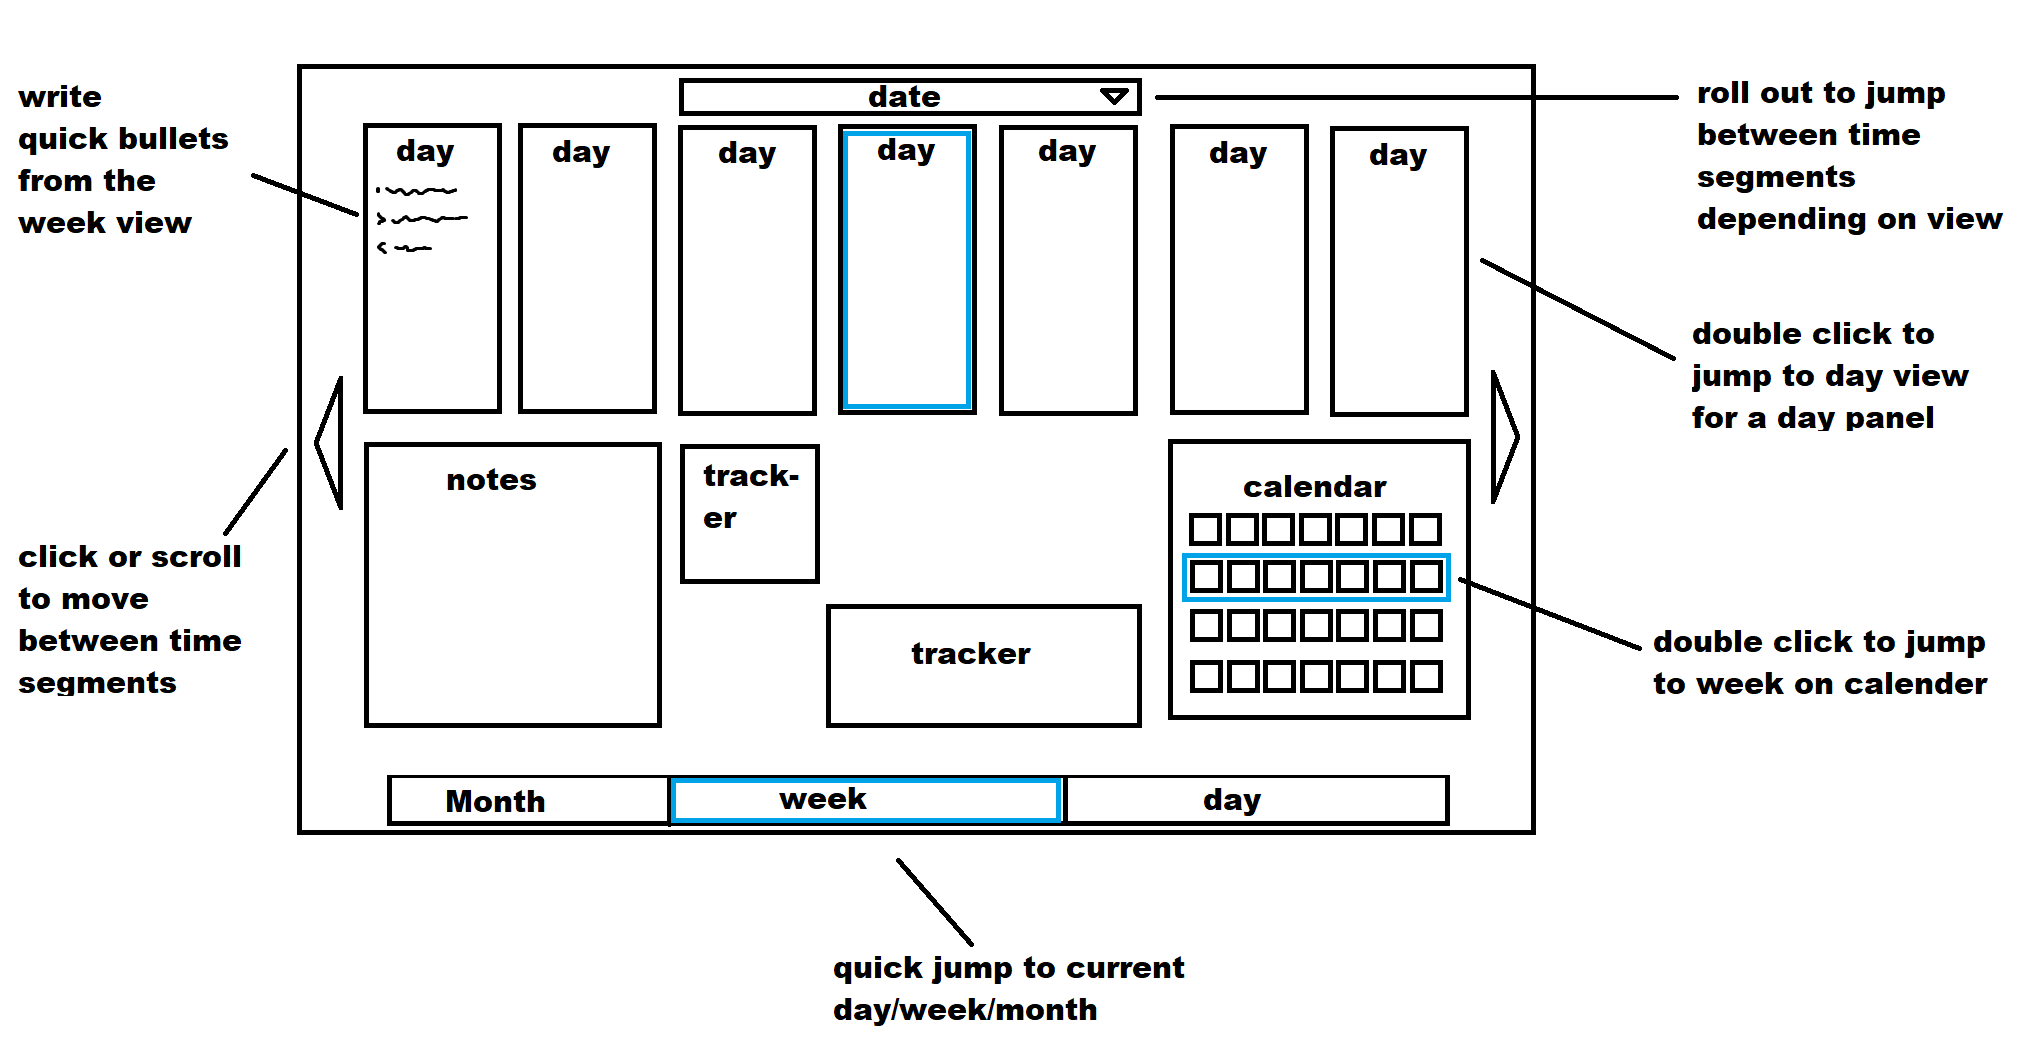 write
quick bullets
from the
week view
date
roll out to jump
between time
segments
depending on view
day
day
day
day
day
day
day
double click to
jump to day view
for a day panel
click or scroll
to move
between time
segments
notes
track-
er
tracker
calendar
double click to jump
to week on calender
Month
week
day
quick jump to current
day/week/month